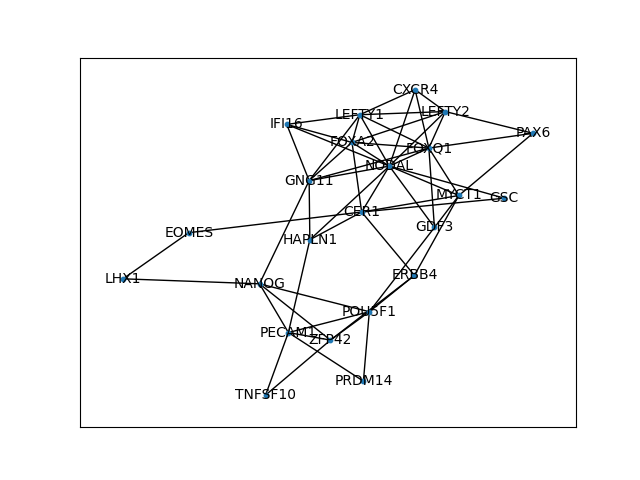 CXCR4
LEFTY1
LEFTY2
IFI16
PAX6
FOXA2
FOXQ1
NODAL
GNG11
MYCT1
GSC
CER1
GDF3
EOMES
HAPLN1
ERBB4
LHX1
NANOG
POU5F1
PECAM1
ZFP42
PRDM14
TNFSF10